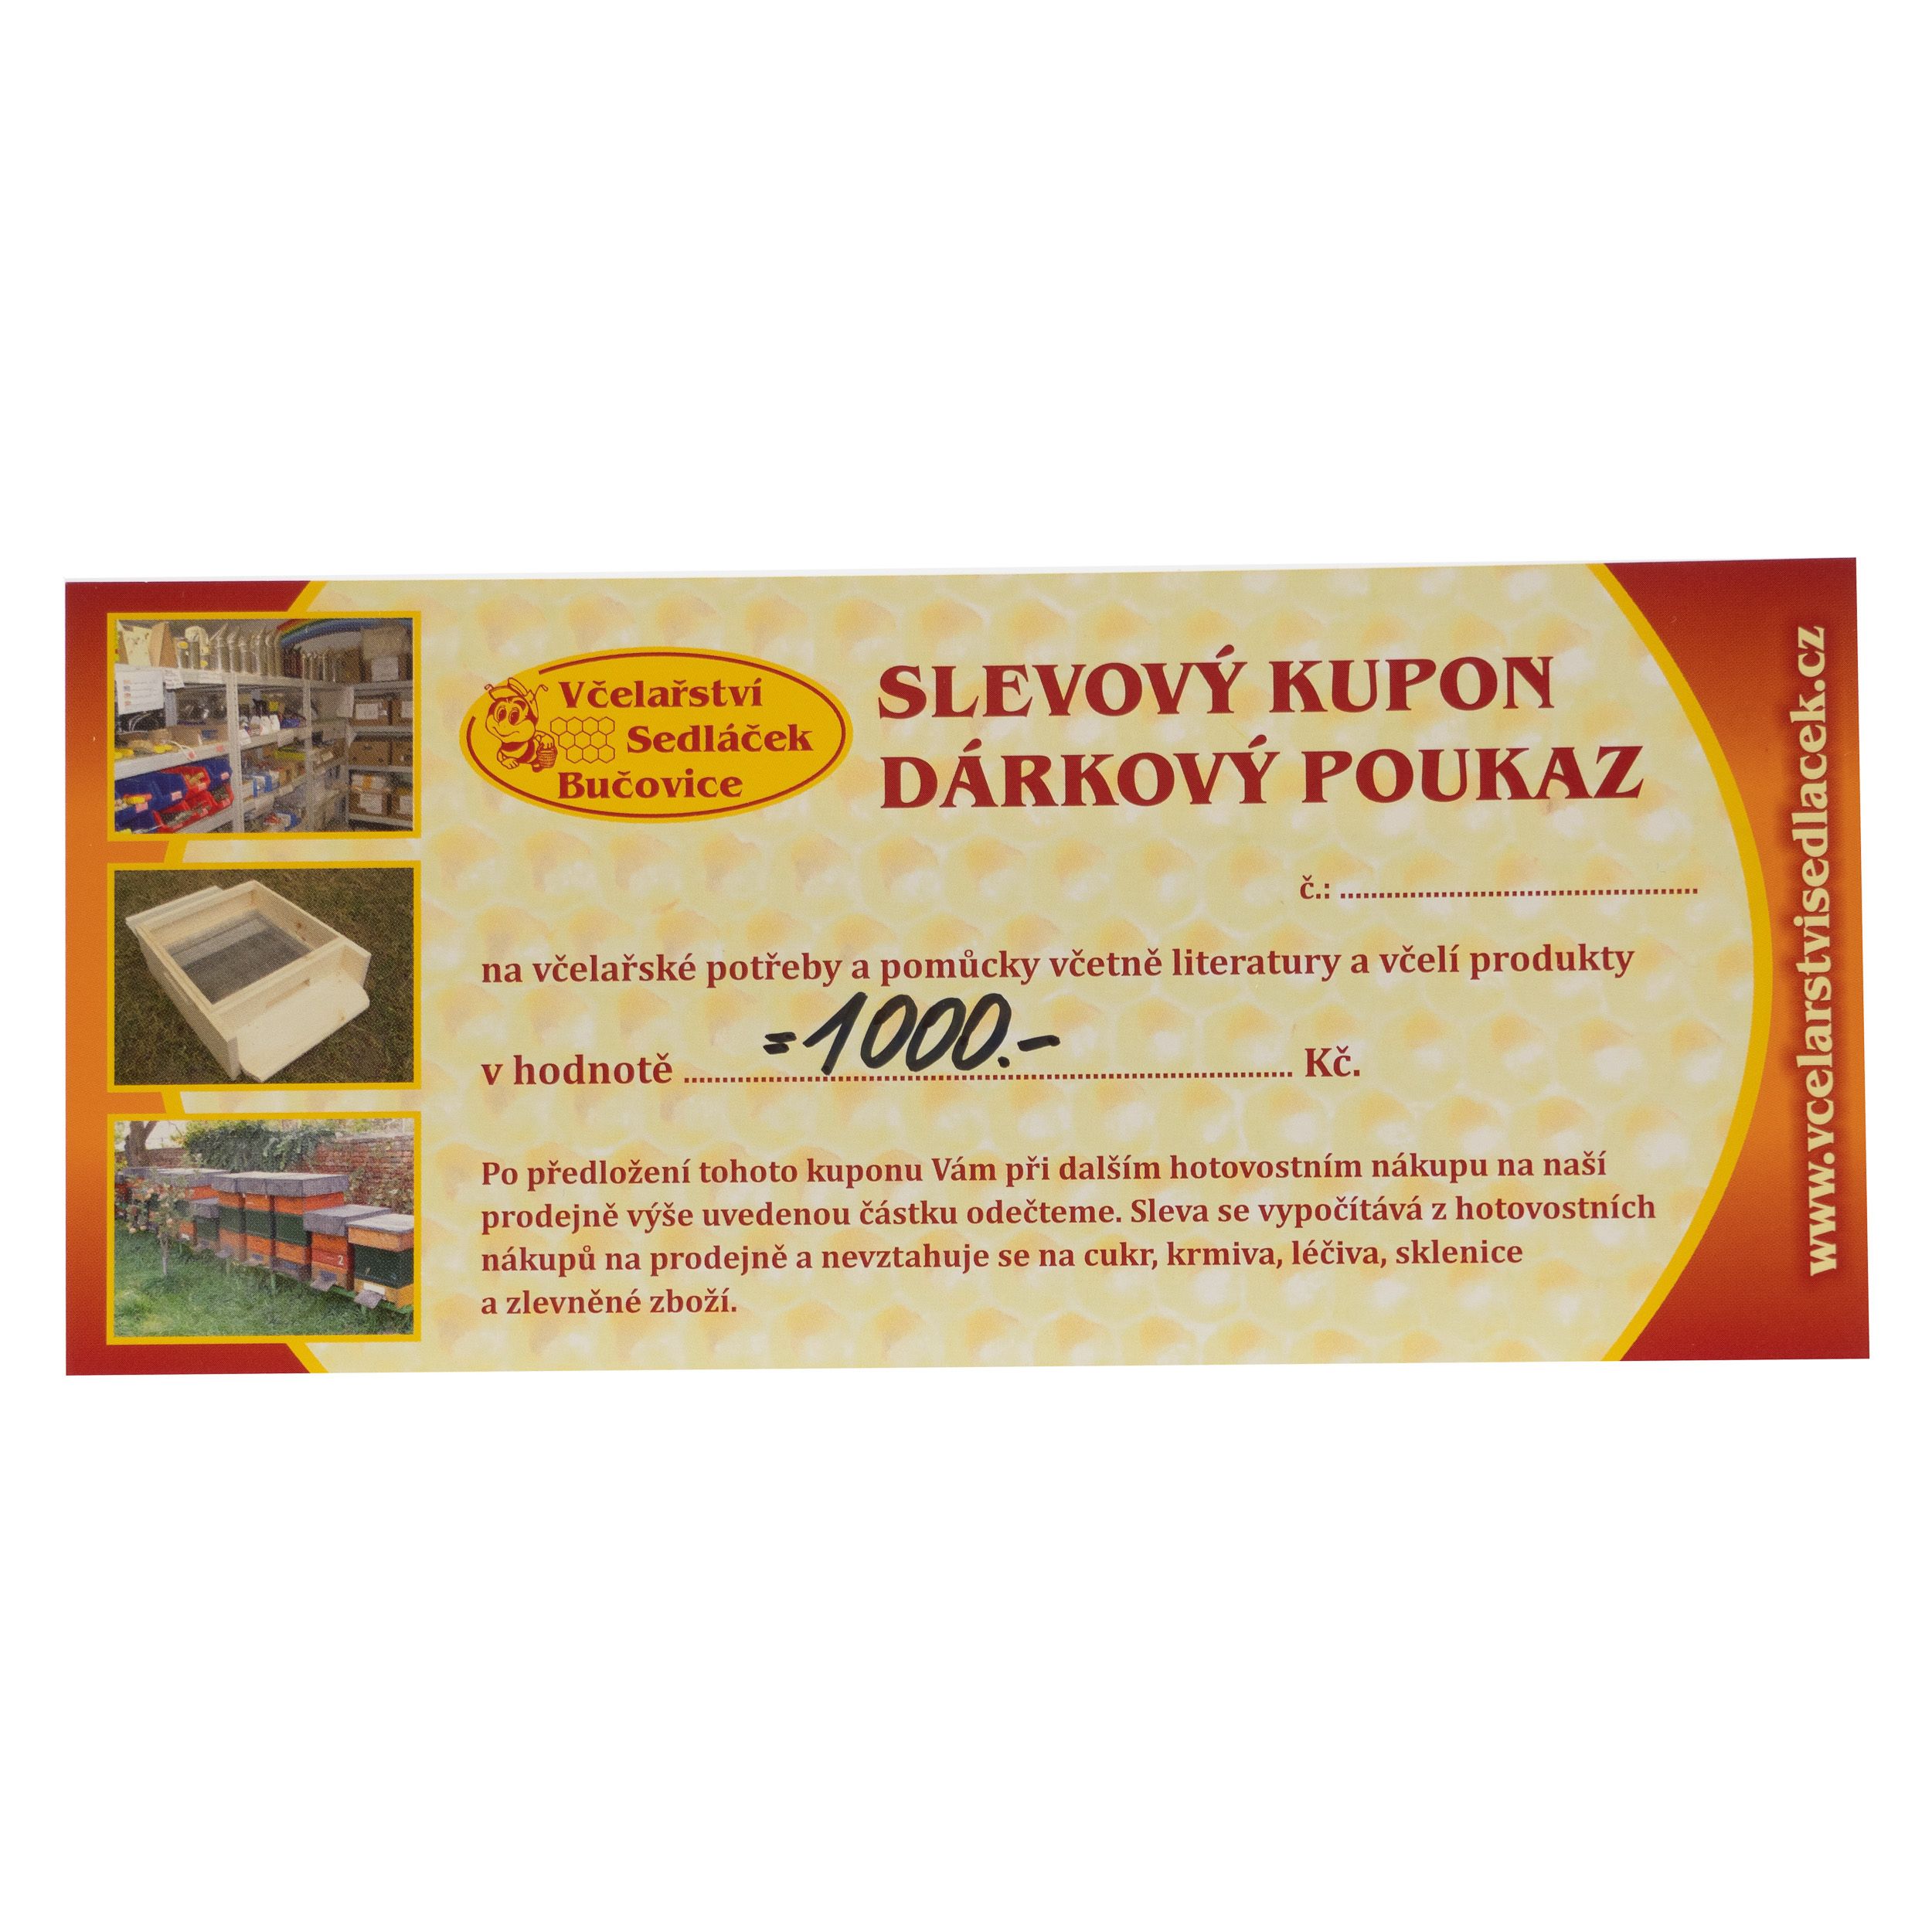 Včelařství
Sedláček
Bučovice
SLEVOVÝ KUPON
DÁRKOVÝ POUKAZ
č.: ................................................
na včelařské potřeby a pomůcky včetně literatury a včelí produkty
v hodnotě =1000.- Kč.
Po předložení tohoto kuponu Vám při dalším hotovostním nákupu na naší
prodejně výše uvedenou částku odečteme. Sleva se vypočítává z hotovostních
nákupů na prodejně a nevztahuje se na cukr, krmiva, léčiva, sklenice
a zlevněné zboží.
www.vcelarstvisedlacek.cz